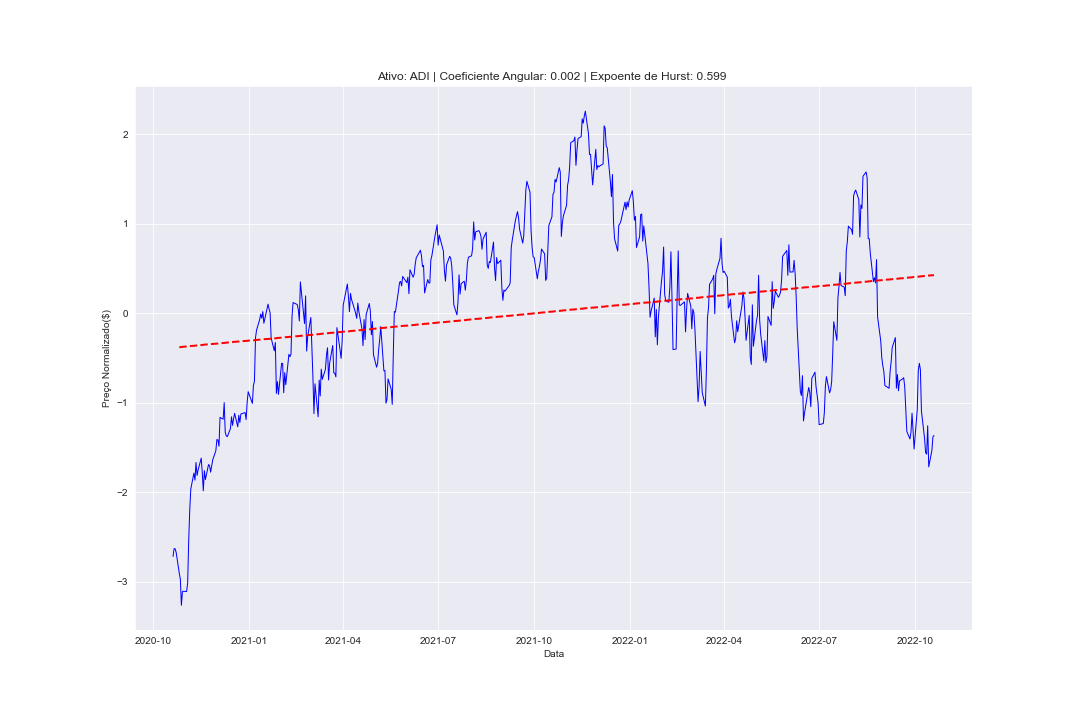 Ativo: ADI | Coeficiente Angular: 0.002 | Expoente de Hurst: 0.599
Preço Normalizado($)
2
1
0
−1
−2
−3
2020-10 2021-01 2021-04 2021-07 2021-10 2022-01 2022-04 2022-07 2022-10
Data